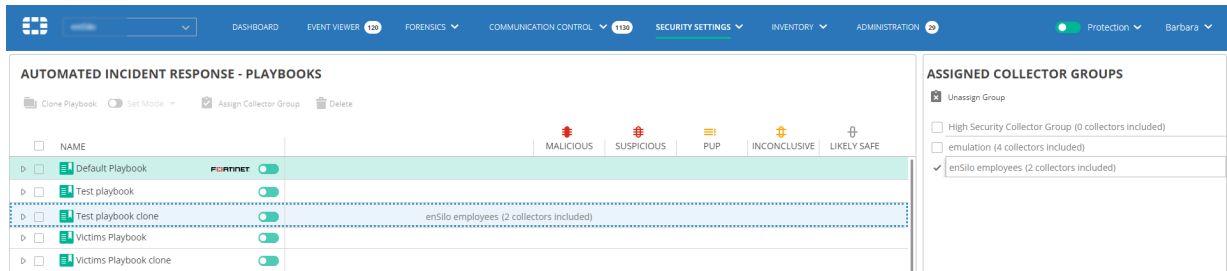 DASHBOARD EVENT VIEWER 120 FORENSICS COMMUNICATION CONTROL 1130 SECURITY SETTINGS INVENTORY ADMINISTRATION 29 Protection Barbara
AUTOMATED INCIDENT RESPONSE - PLAYBOOKS
Clone Playbook Set Mode Assign Collector Group Delete
NAME MALICIOUS SUSPICIOUS PUP INCONCLUSIVE LIKELY SAFE
Default Playbook FORTINET
Test playbook
Test playbook clone enSilo employees (2 collectors included)
Victims Playbook
Victims Playbook clone
ASSIGNED COLLECTOR GROUPS
Unassign Group
High Security Collector Group (0 collectors included)
emulation (4 collectors included)
enSilo employees (2 collectors included)